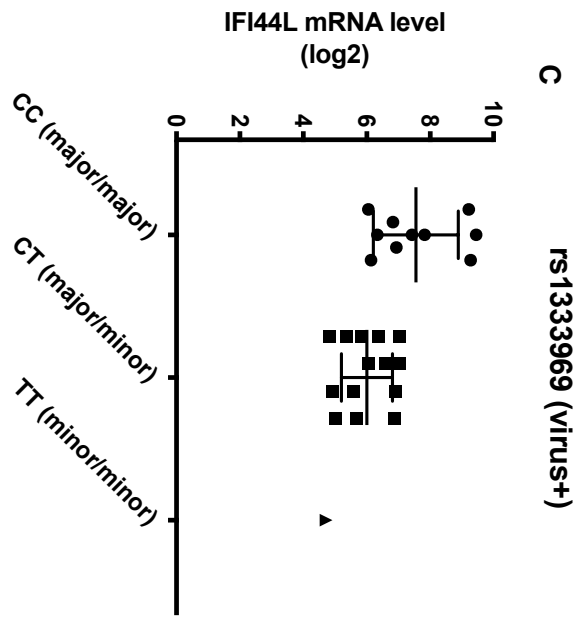 C
rs1333969 (virus+)
IFI44L mRNA level
(log2)
10
8
6
4
2
0
CC (major/major)
CT (major/minor)
TT (minor/minor)